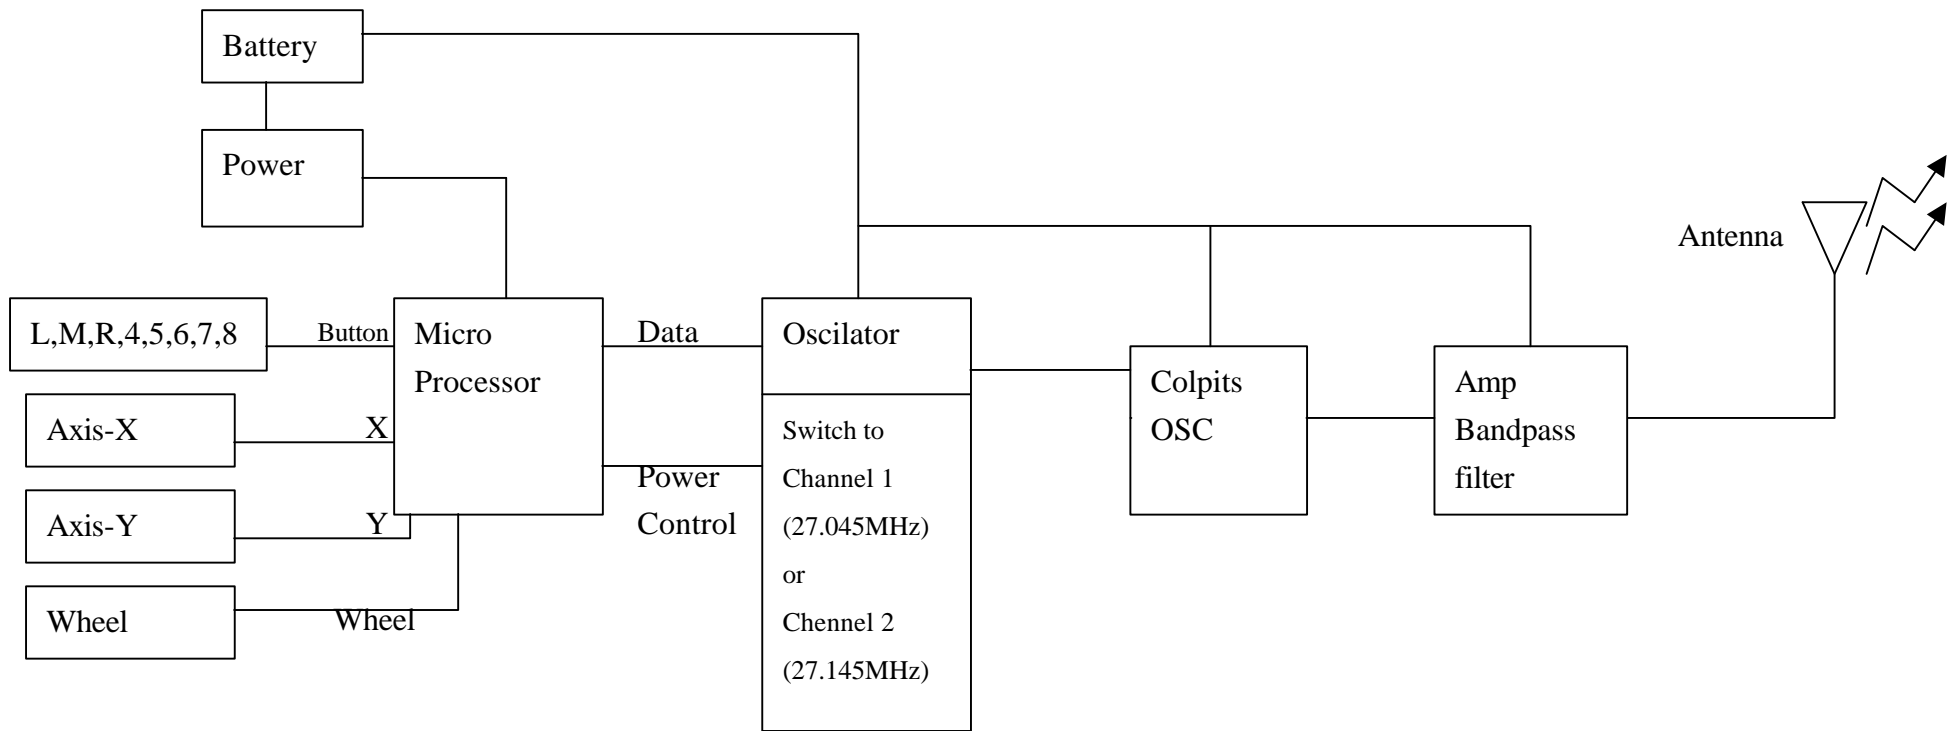 Battery
Power
Antenna
L,M,R,4,5,6,7,8
Button
Micro
Processor
Data
Oscilator
Axis-X
X
Colpits
OSC
Amp
Bandpass
filter
Switch to
Channel 1
(27.045MHz)
or
Chennel 2
(27.145MHz)
Power
Control
Axis-Y
Y
Wheel
Wheel